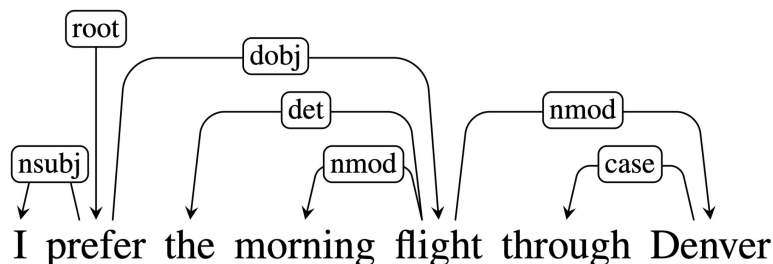 root
dobj
det
nmod
nsubj
nmod
case
I prefer the morning flight through Denver